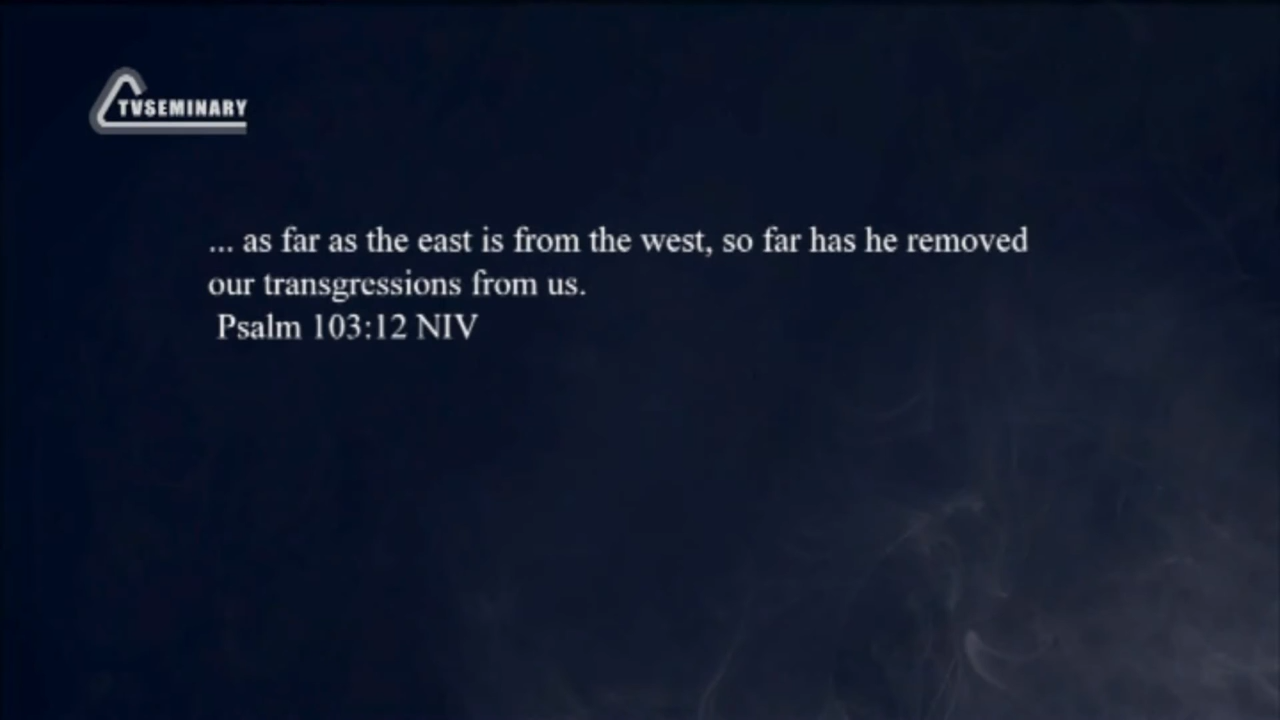 TVSEMINARY
... as far as the east is from the west, so far has he removed
our transgressions from us.
Psalm 103:12 NIV